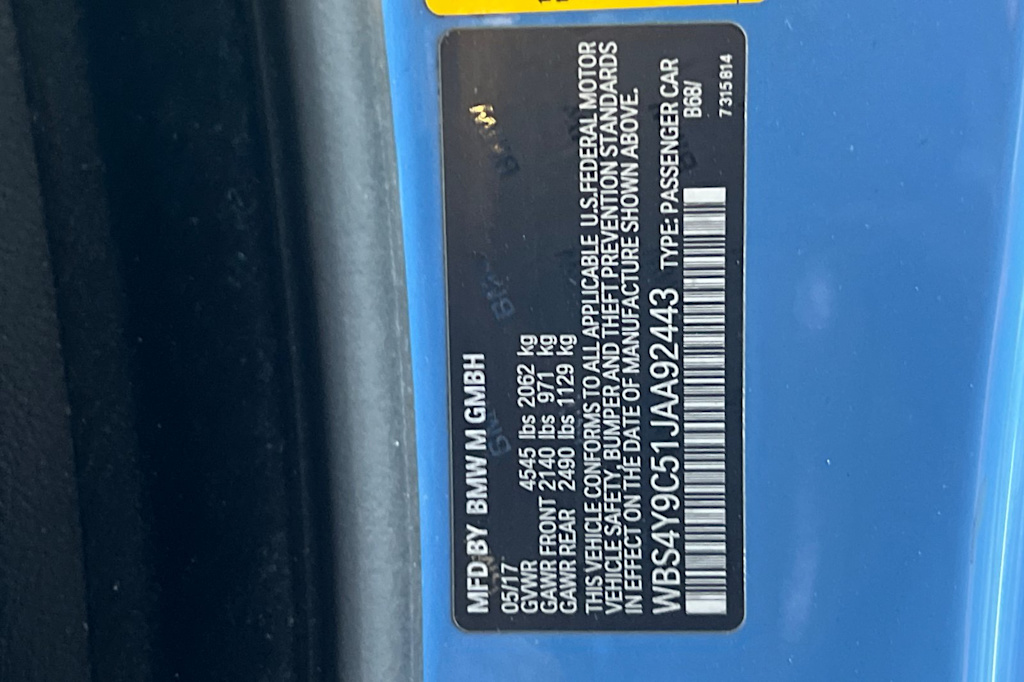 MFD BY BMW M GMBH
05/17
GVWR 4545 lbs 2062 kg
GAWR FRONT 2140 lbs 971 kg
GAWR REAR 2490 lbs 1129 kg
THIS VEHICLE CONFORMS TO ALL APPLICABLE U.S.FEDERAL MOTOR
VEHICLE SAFETY, BUMPER AND THEFT PREVENTION STANDARDS
IN EFFECT ON THE DATE OF MANUFACTURE SHOWN ABOVE.
WBS4Y9C51JAA92443 TYPE: PASSENGER CAR
B68/
7315814